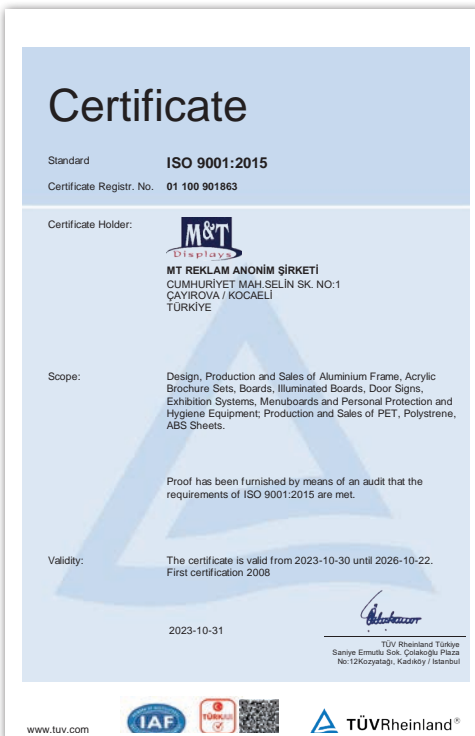 Certificate
Standard ISO 9001:2015
Certificate Registr. No. 01 100 901863
Certificate Holder:
M&T
Displays
MT REKLAM ANONİM ŞİRKETİ
CUMHURİYET MAH.SELİN SK. NO:1
ÇAYIROVA / KOCAELİ
TÜRKİYE
Scope: Design, Production and Sales of Aluminium Frame, Acrylic
Brochure Sets, Boards, Illuminated Boards, Door Signs,
Exhibition Systems, Menuboards and Personal Protection and
Hygiene Equipment; Production and Sales of PET, Polystrene,
ABS Sheets.
Proof has been furnished by means of an audit that the
requirements of ISO 9001:2015 are met.
Validity: The certificate is valid from 2023-10-30 until 2026-10-22.
First certification 2008
2023-10-31
TÜV Rheinland Türkiye
Saniye Ermutlu Sok. Çolakoğlu Plaza
No:12Kozyatağı, Kadıköy / Istanbul
www.tuv.com
IAF
TÜRKAK
TÜVRheinland®